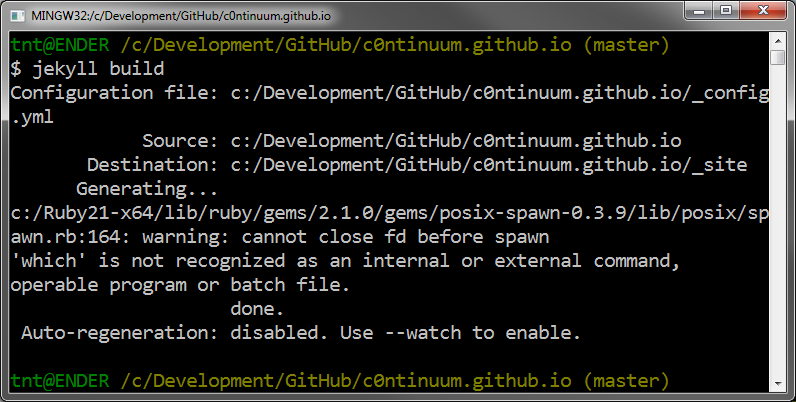 MINGW32:/c/Development/GitHub/c0ntinuum.github.io
tnt@ENDER /c/Development/GitHub/c0ntinuum.github.io (master)
$ jekyll build
Configuration file: c:/Development/GitHub/c0ntinuum.github.io/_config
.yml
Source: c:/Development/GitHub/c0ntinuum.github.io
Destination: c:/Development/GitHub/c0ntinuum.github.io/_site
Generating...
c:/Ruby21-x64/lib/ruby/gems/2.1.0/gems/posix-spawn-0.3.9/lib/posix/sp
awn.rb:164: warning: cannot close fd before spawn
'which' is not recognized as an internal or external command,
operable program or batch file.
done.
Auto-regeneration: disabled. Use --watch to enable.
tnt@ENDER /c/Development/GitHub/c0ntinuum.github.io (master)